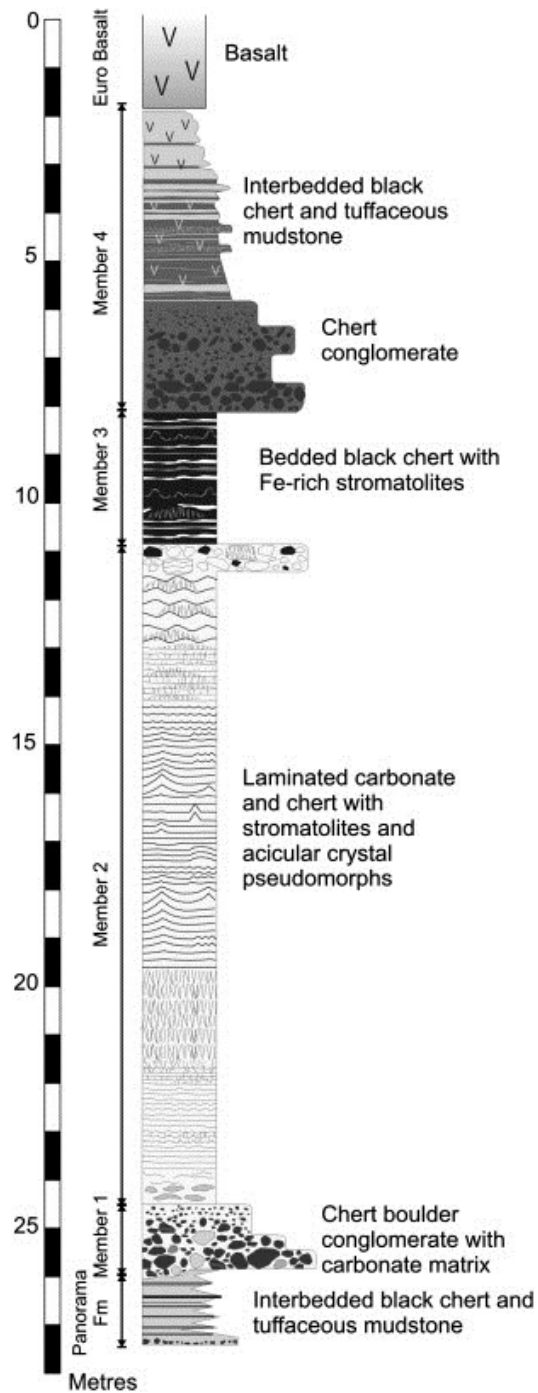 0
Euro Basalt
Basalt
Interbedded black
chert and tuffaceous
mudstone
5
Member 4
Chert
conglomerate
Member 3
Bedded black chert with
Fe-rich stromatolites
10
15
Laminated carbonate
and chert with
stromatolites and
acicular crystal
pseudomorphs
Member 2
20
25
Member 1
Chert boulder
conglomerate with
carbonate matrix
Panorama
Fm
Interbedded black chert and
tuffaceous mudstone
Metres